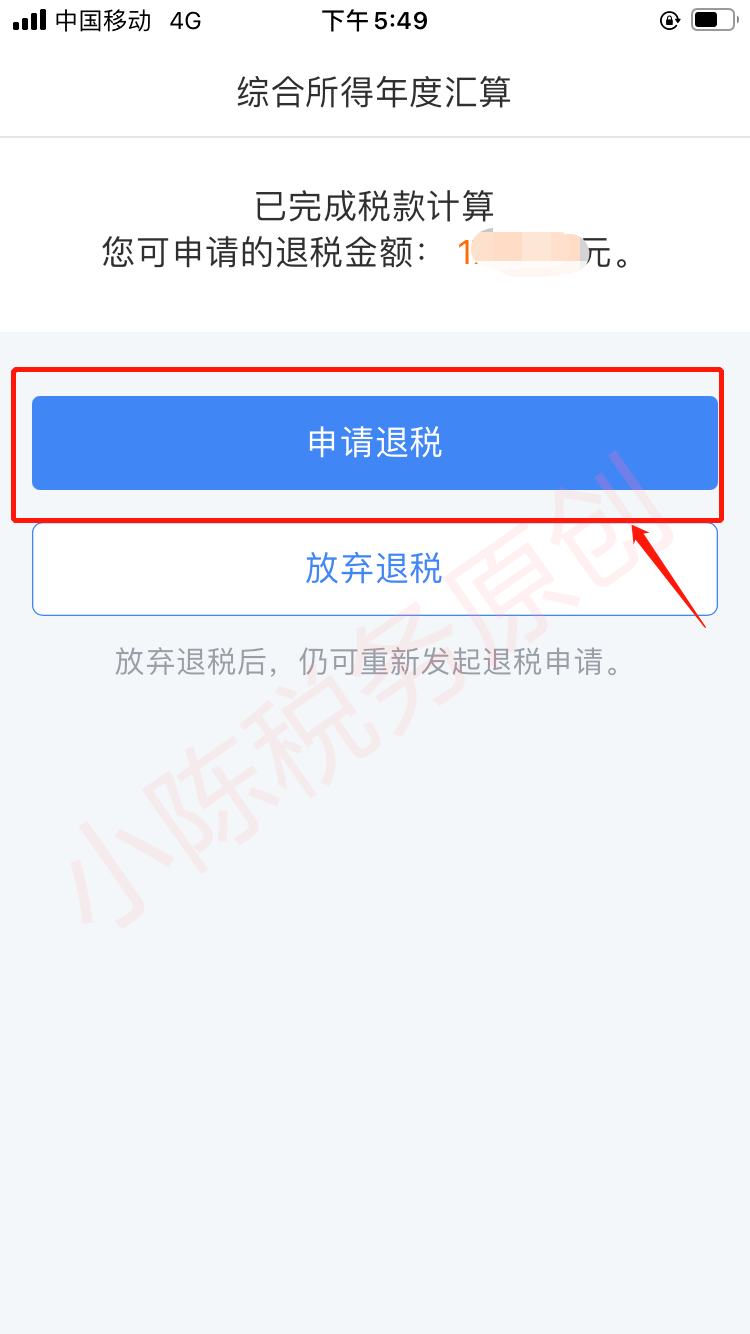 中国移动 4G 下午5:49
综合所得年度汇算
已完成税款计算
您可申请的退税金额： 1 元。
申请退税
放弃退税
放弃退税后，仍可重新发起退税申请。
小陈税务原创